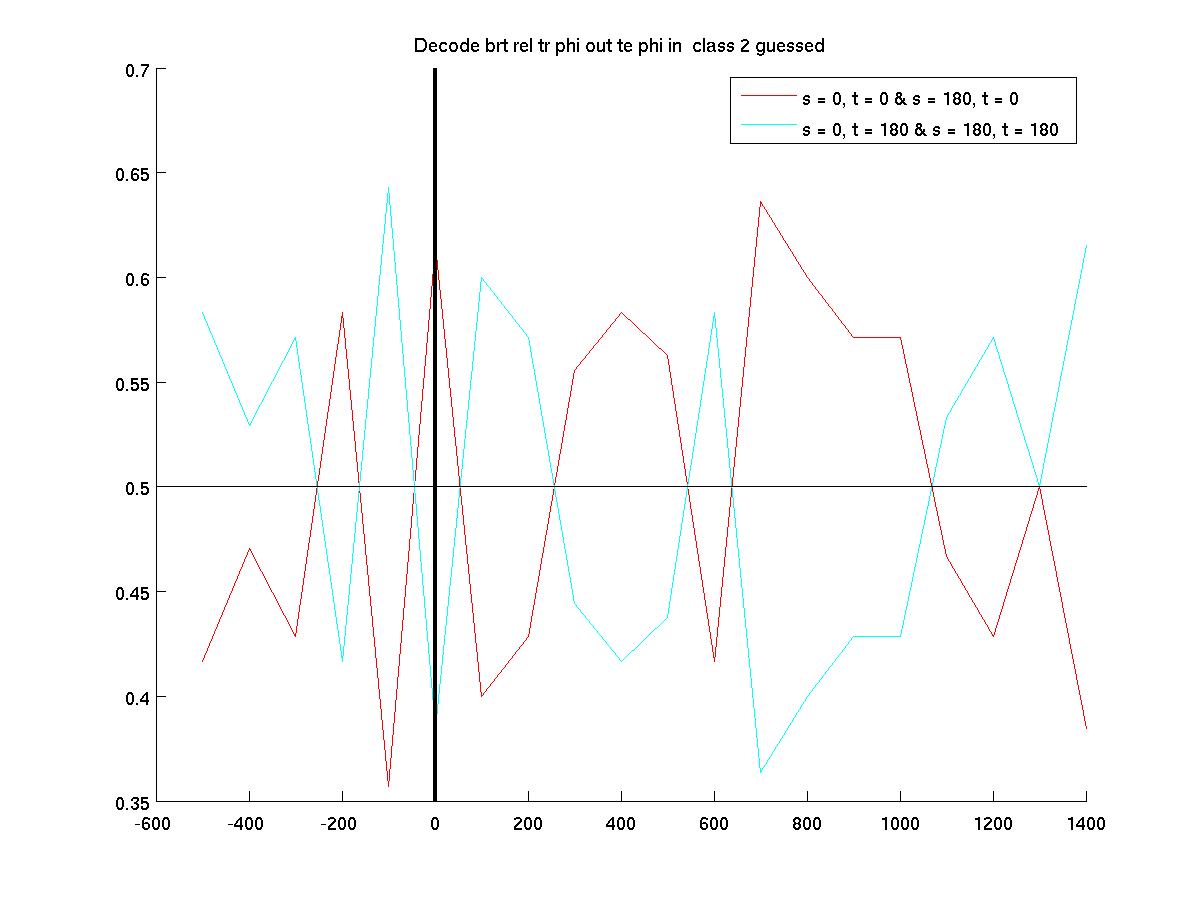 Decode brt rel tr phi out te phi in  class 2 guessed
s = 0, t = 0 & s = 180, t = 0
s = 0, t = 180 & s = 180, t = 180
0.7
0.65
0.6
0.55
0.5
0.45
0.4
0.35
-600 -400 -200 0 200 400 600 800 1000 1200 1400